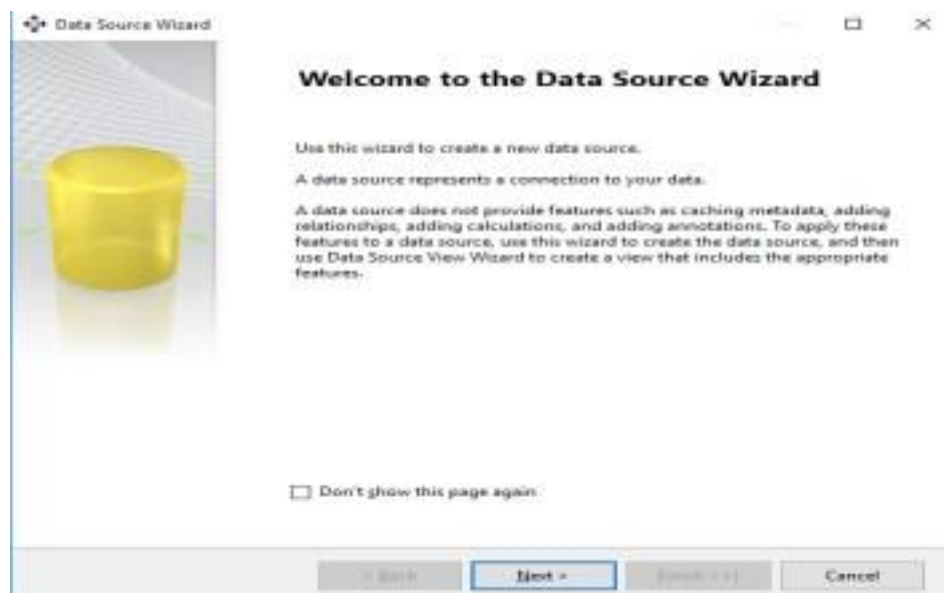 Data Source Wizard
Welcome to the Data Source Wizard
Use this wizard to create a new data source.
A data source represents a connection to your data.
A data source does not provide features such as caching metadata, adding
relationships, adding calculations, and adding annotations. To apply these
features to a data source, use this wizard to create the data source, and then
use Data Source View Wizard to create a view that includes the appropriate
features.
Don't show this page again
< Back
Next >
Cancel